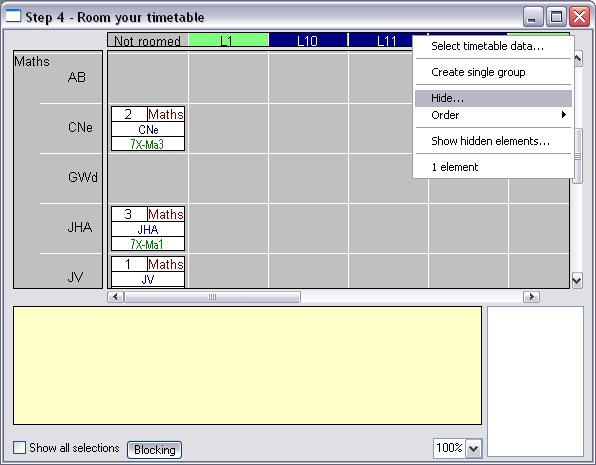 Step 4 - Room your timetable
Not roomed L1 L10 L11
Select timetable data...
Create single group
Hide...
Order
Show hidden elements...
1 element
Maths
AB
CNe
2 Maths
CNe
7X-Ma3
GWd
JHA
3 Maths
JHA
7X-Ma1
JV
1 Maths
JV
Show all selections
Blocking
100%